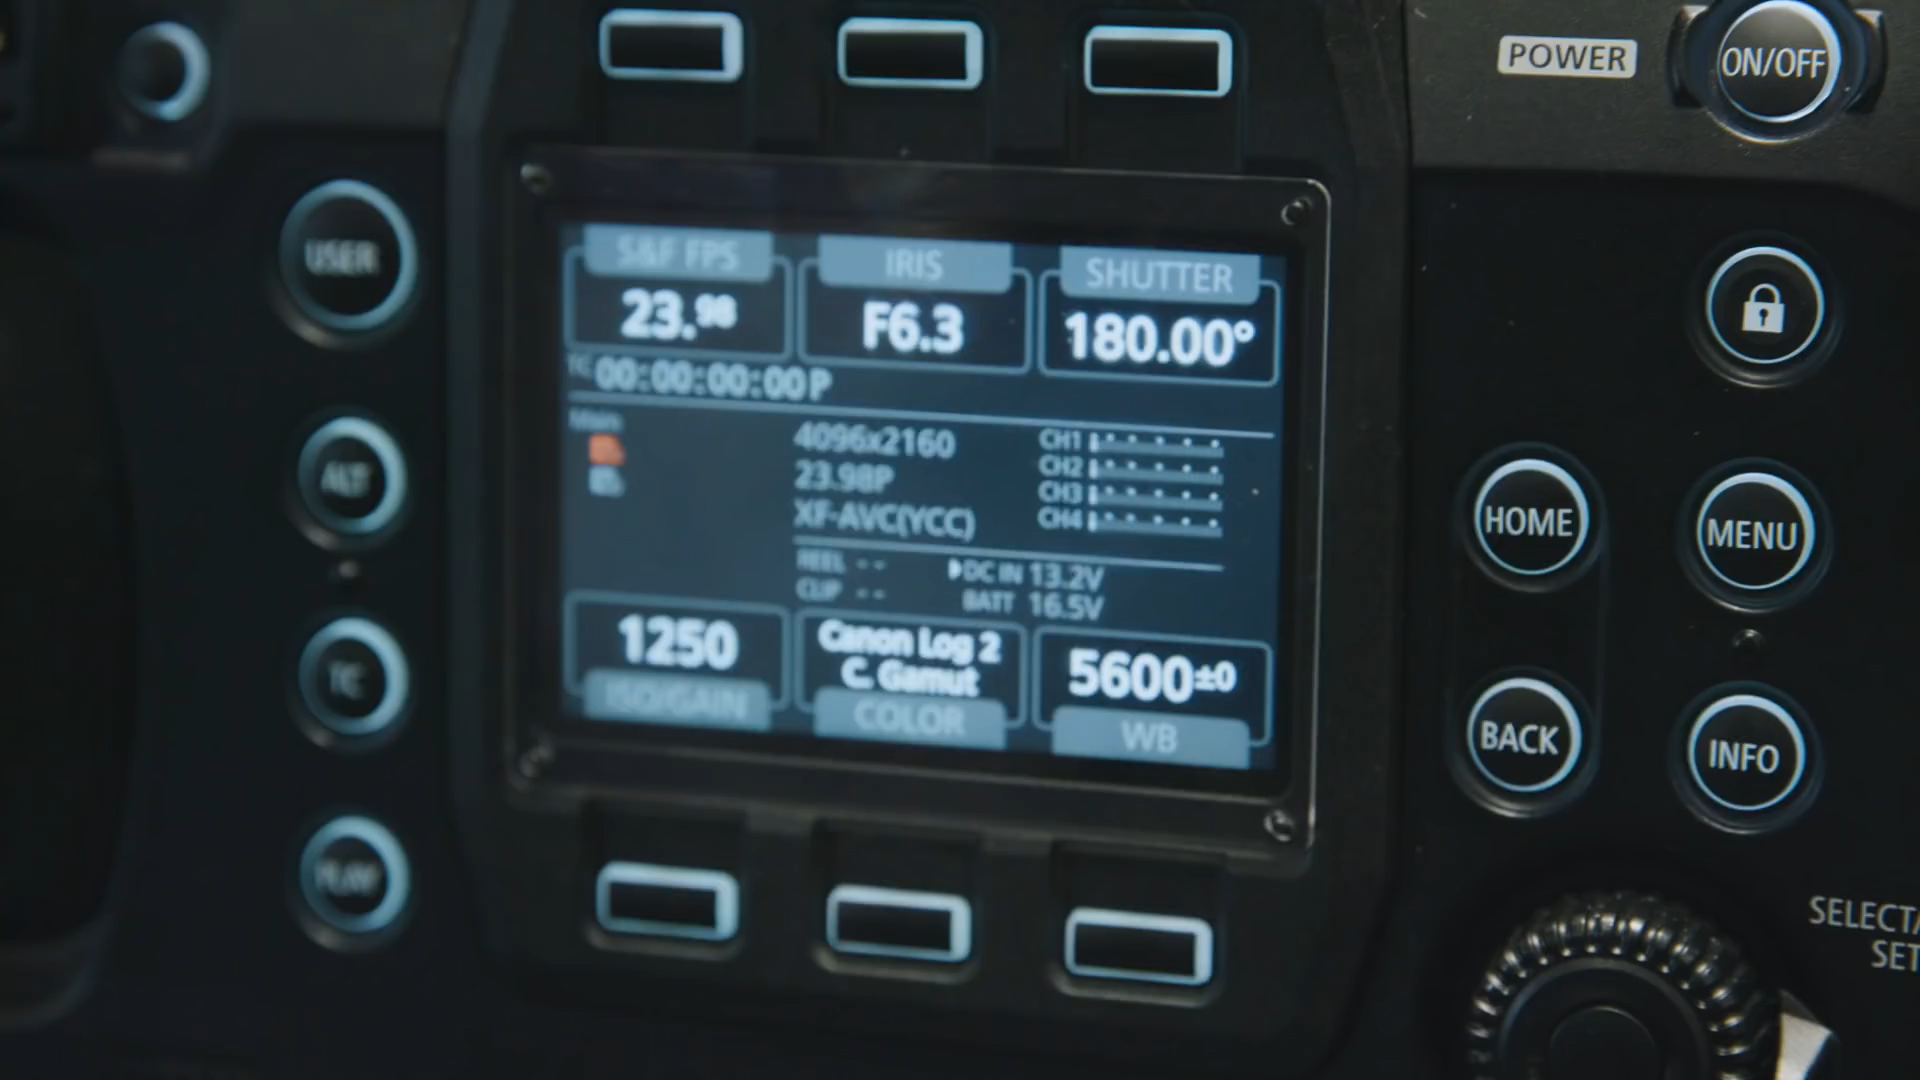 POWER
ON/OFF
USER
S&F FPS
IRIS
SHUTTER
23.98
F6.3
180.00°
TC 00:00:00:00 P
Main
4096x2160
CH1
23.98P
CH2
XF-AVC(YCC)
CH3
CH4
REEL --
DC IN 13.2V
CLIP --
BATT 16.5V
1250
Canon Log 2
C. Gamut
5600±0
ISO/GAIN
COLOR
WB
ALT
TC
PLAY
HOME
MENU
BACK
INFO
SELECT/
SET